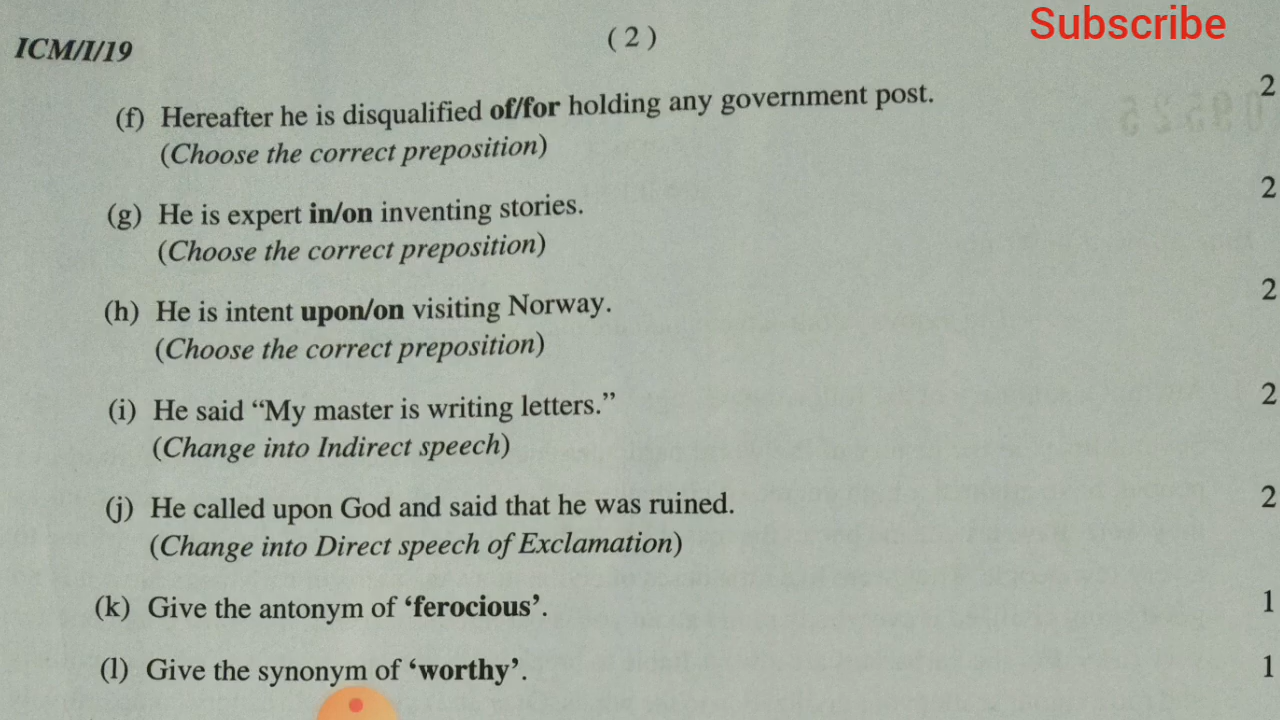 Subscribe
ICM/I/19
( 2 )
(f) Hereafter he is disqualified of/for holding any government post. 2
(Choose the correct preposition)
(g) He is expert in/on inventing stories. 2
(Choose the correct preposition)
(h) He is intent upon/on visiting Norway. 2
(Choose the correct preposition)
(i) He said “My master is writing letters.” 2
(Change into Indirect speech)
(j) He called upon God and said that he was ruined. 2
(Change into Direct speech of Exclamation)
(k) Give the antonym of ‘ferocious’. 1
(l) Give the synonym of ‘worthy’. 1